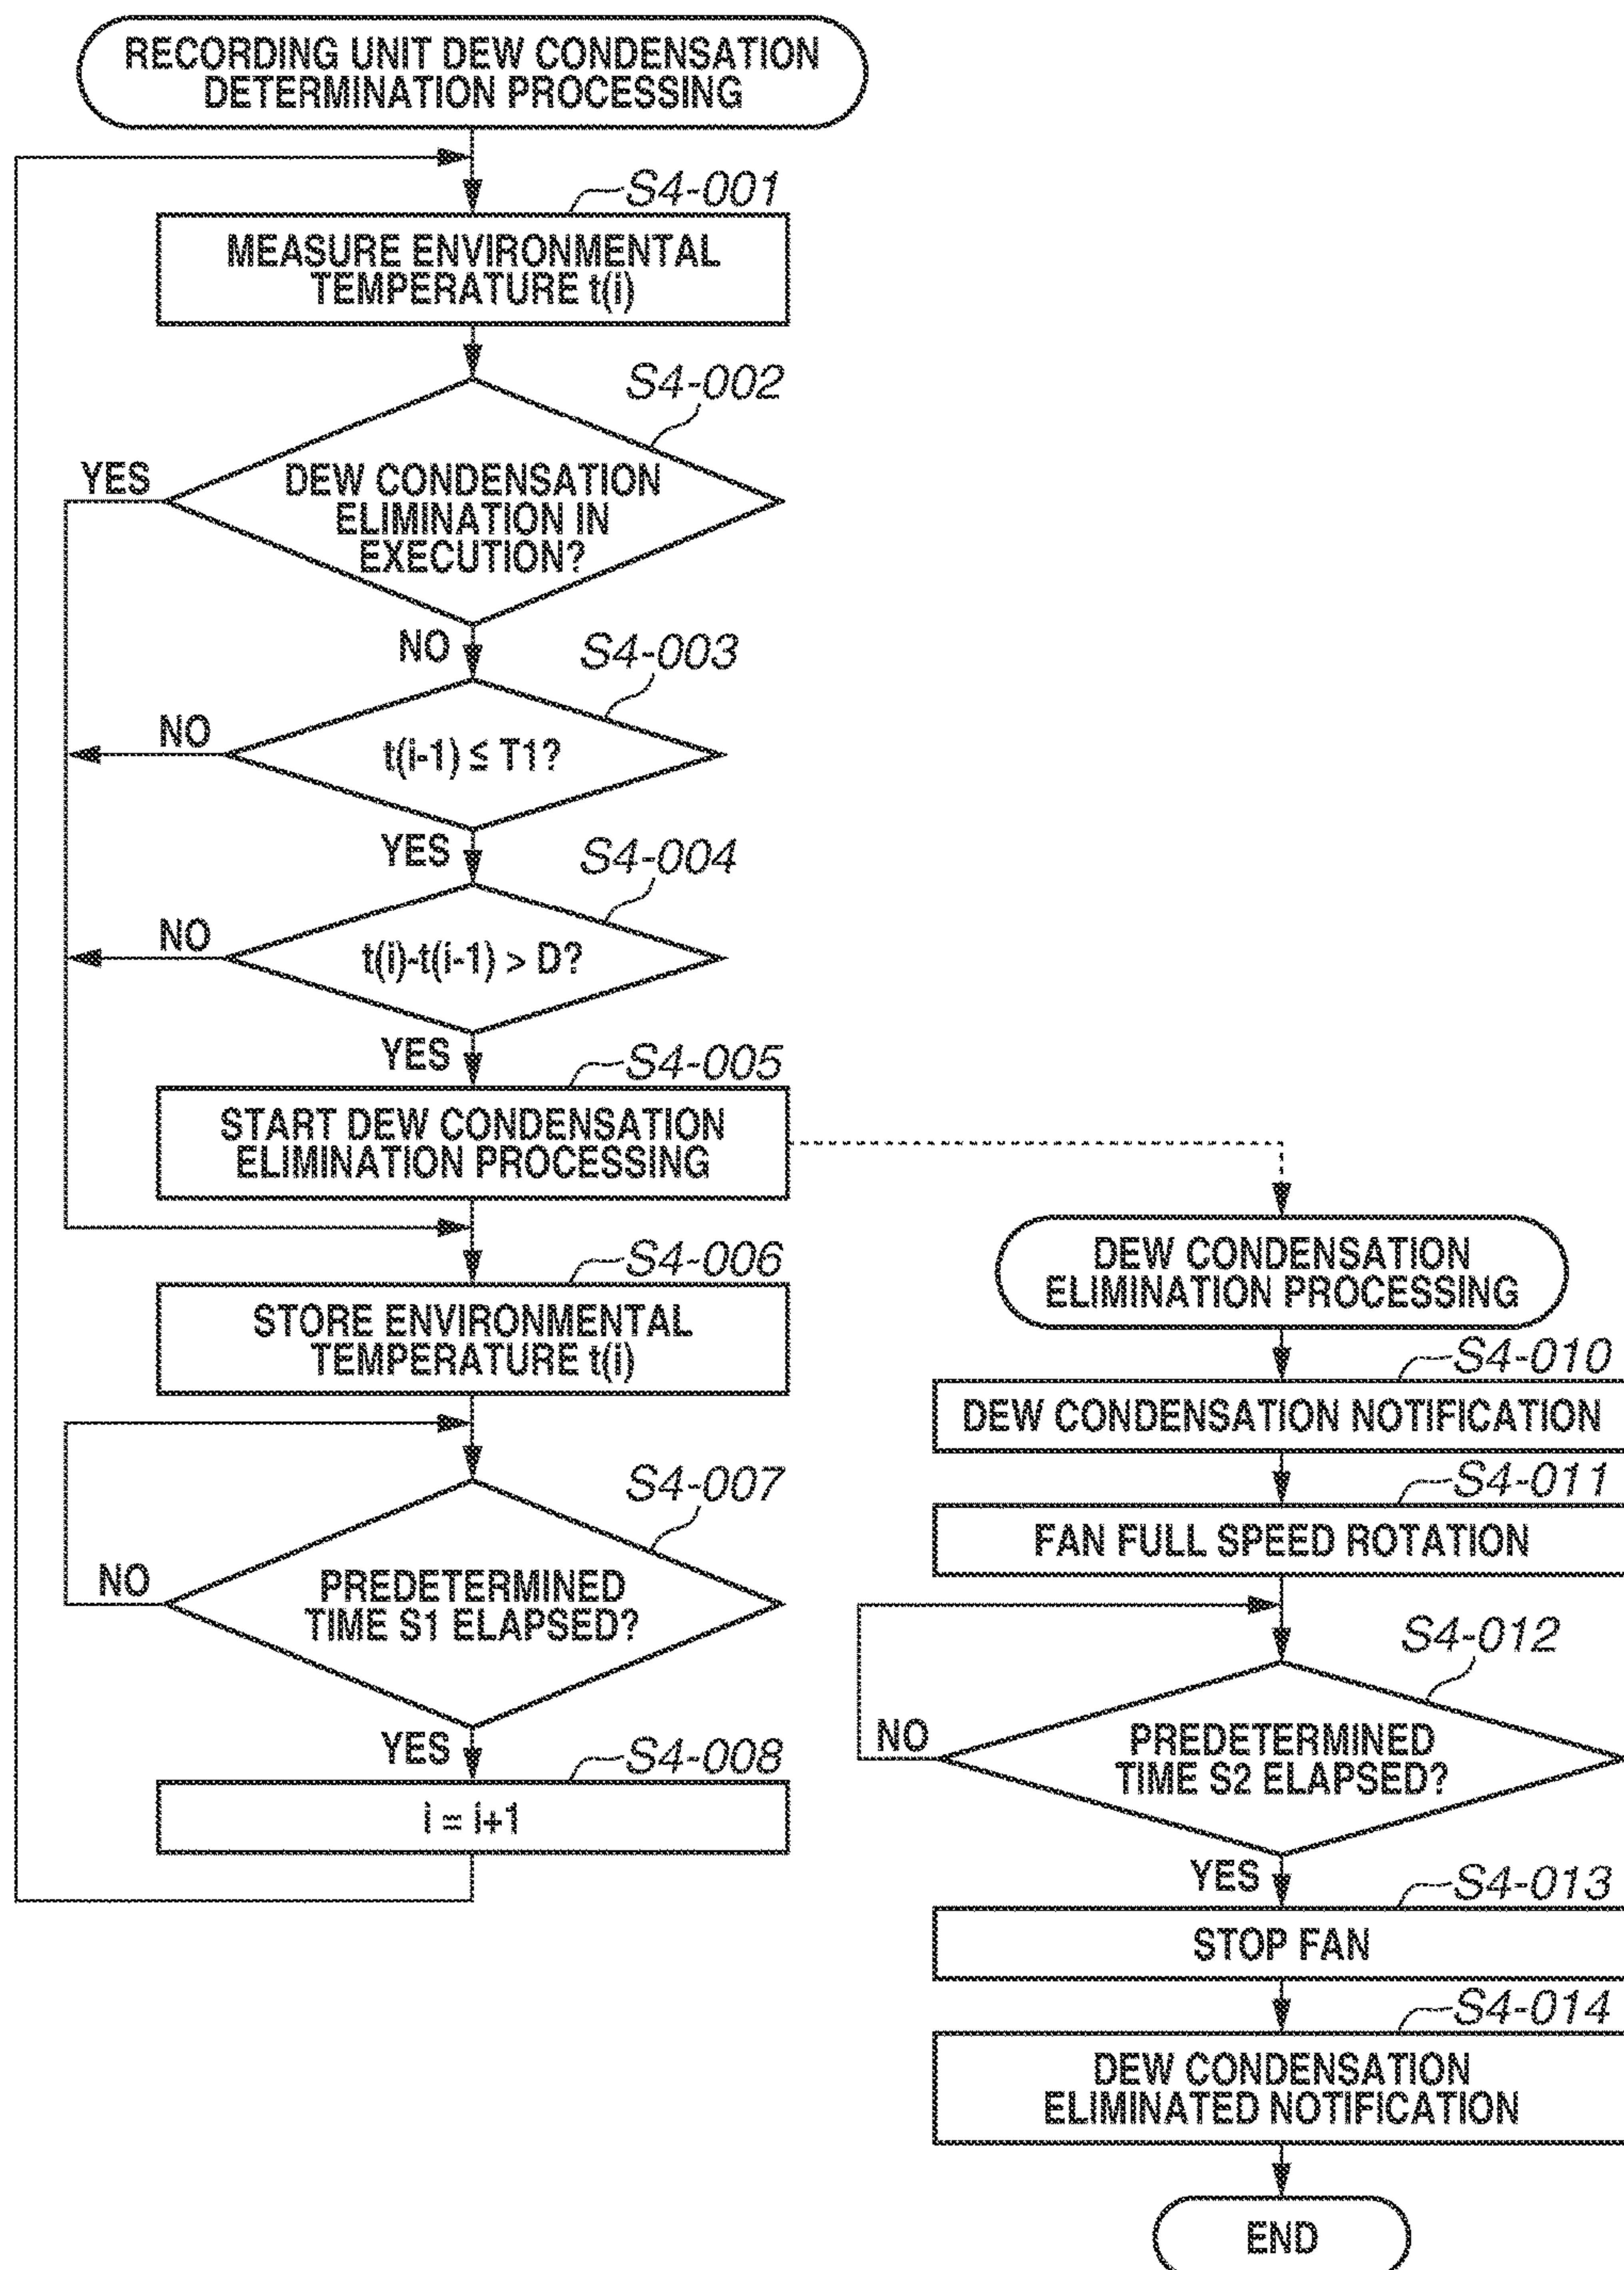 RECORDING UNIT DEW CONDENSATION
DETERMINATION PROCESSING
S4-001
MEASURE ENVIRONMENTAL
TEMPERATURE t(i)
S4-002
YES
DEW CONDENSATION
ELIMINATION IN
EXECUTION?
NO
S4-003
NO
t(i-1) ≤ T1?
YES
S4-004
NO
t(i)-t(i-1) > D?
YES
S4-005
START DEW CONDENSATION
ELIMINATION PROCESSING
S4-006
STORE ENVIRONMENTAL
TEMPERATURE t(i)
S4-007
NO
PREDETERMINED
TIME S1 ELAPSED?
YES
S4-008
i = i+1
DEW CONDENSATION
ELIMINATION PROCESSING
S4-010
DEW CONDENSATION NOTIFICATION
S4-011
FAN FULL SPEED ROTATION
S4-012
NO
PREDETERMINED
TIME S2 ELAPSED?
YES
S4-013
STOP FAN
S4-014
DEW CONDENSATION
ELIMINATED NOTIFICATION
END